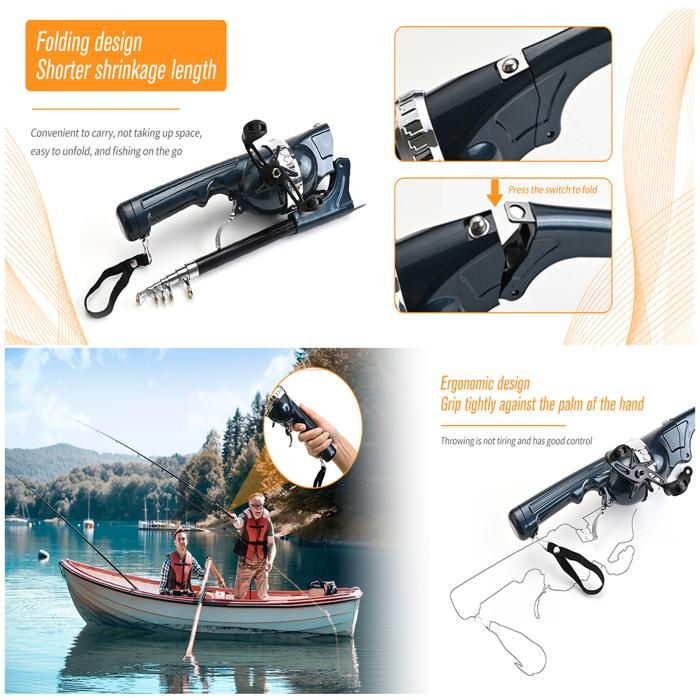 Folding design
Shorter shrinkage length
Convenient to carry, not taking up space,
easy to unfold, and fishing on the go
Press the switch to fold
Ergonomic design
Grip tightly against the palm of the hand
Throwing is not tiring and has good control